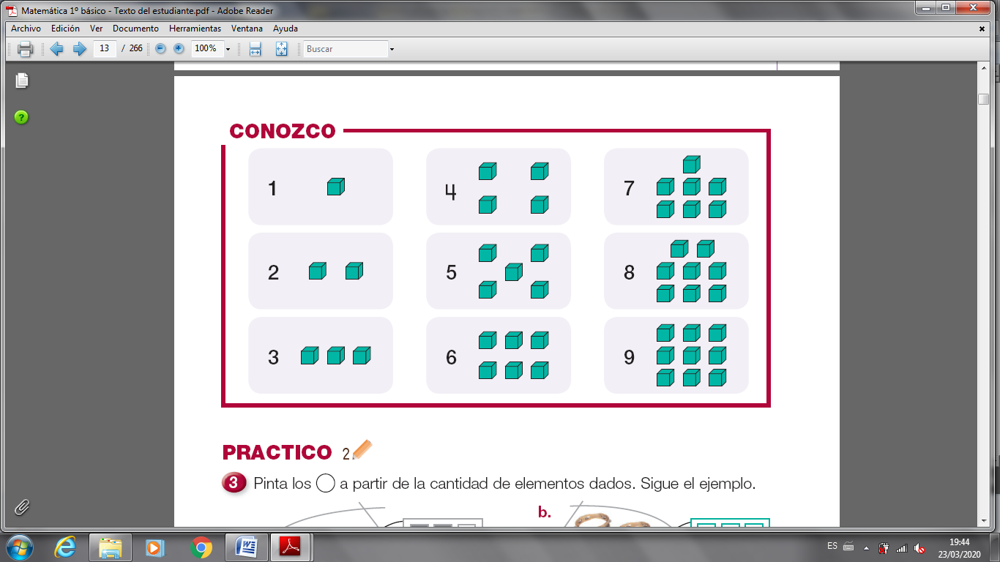 Matemática 1º básico - Texto del estudiante.pdf - Adobe Reader
Archivo Edición Ver Documento Herramientas Ventana Ayuda
13 / 266 100% Buscar
CONOZCO
1 4 7
2 5 8
3 6 9
PRACTICO 2.
3 Pinta los a partir de la cantidad de elementos dados. Sigue el ejemplo.
b.
ES 19:44
23/03/2020